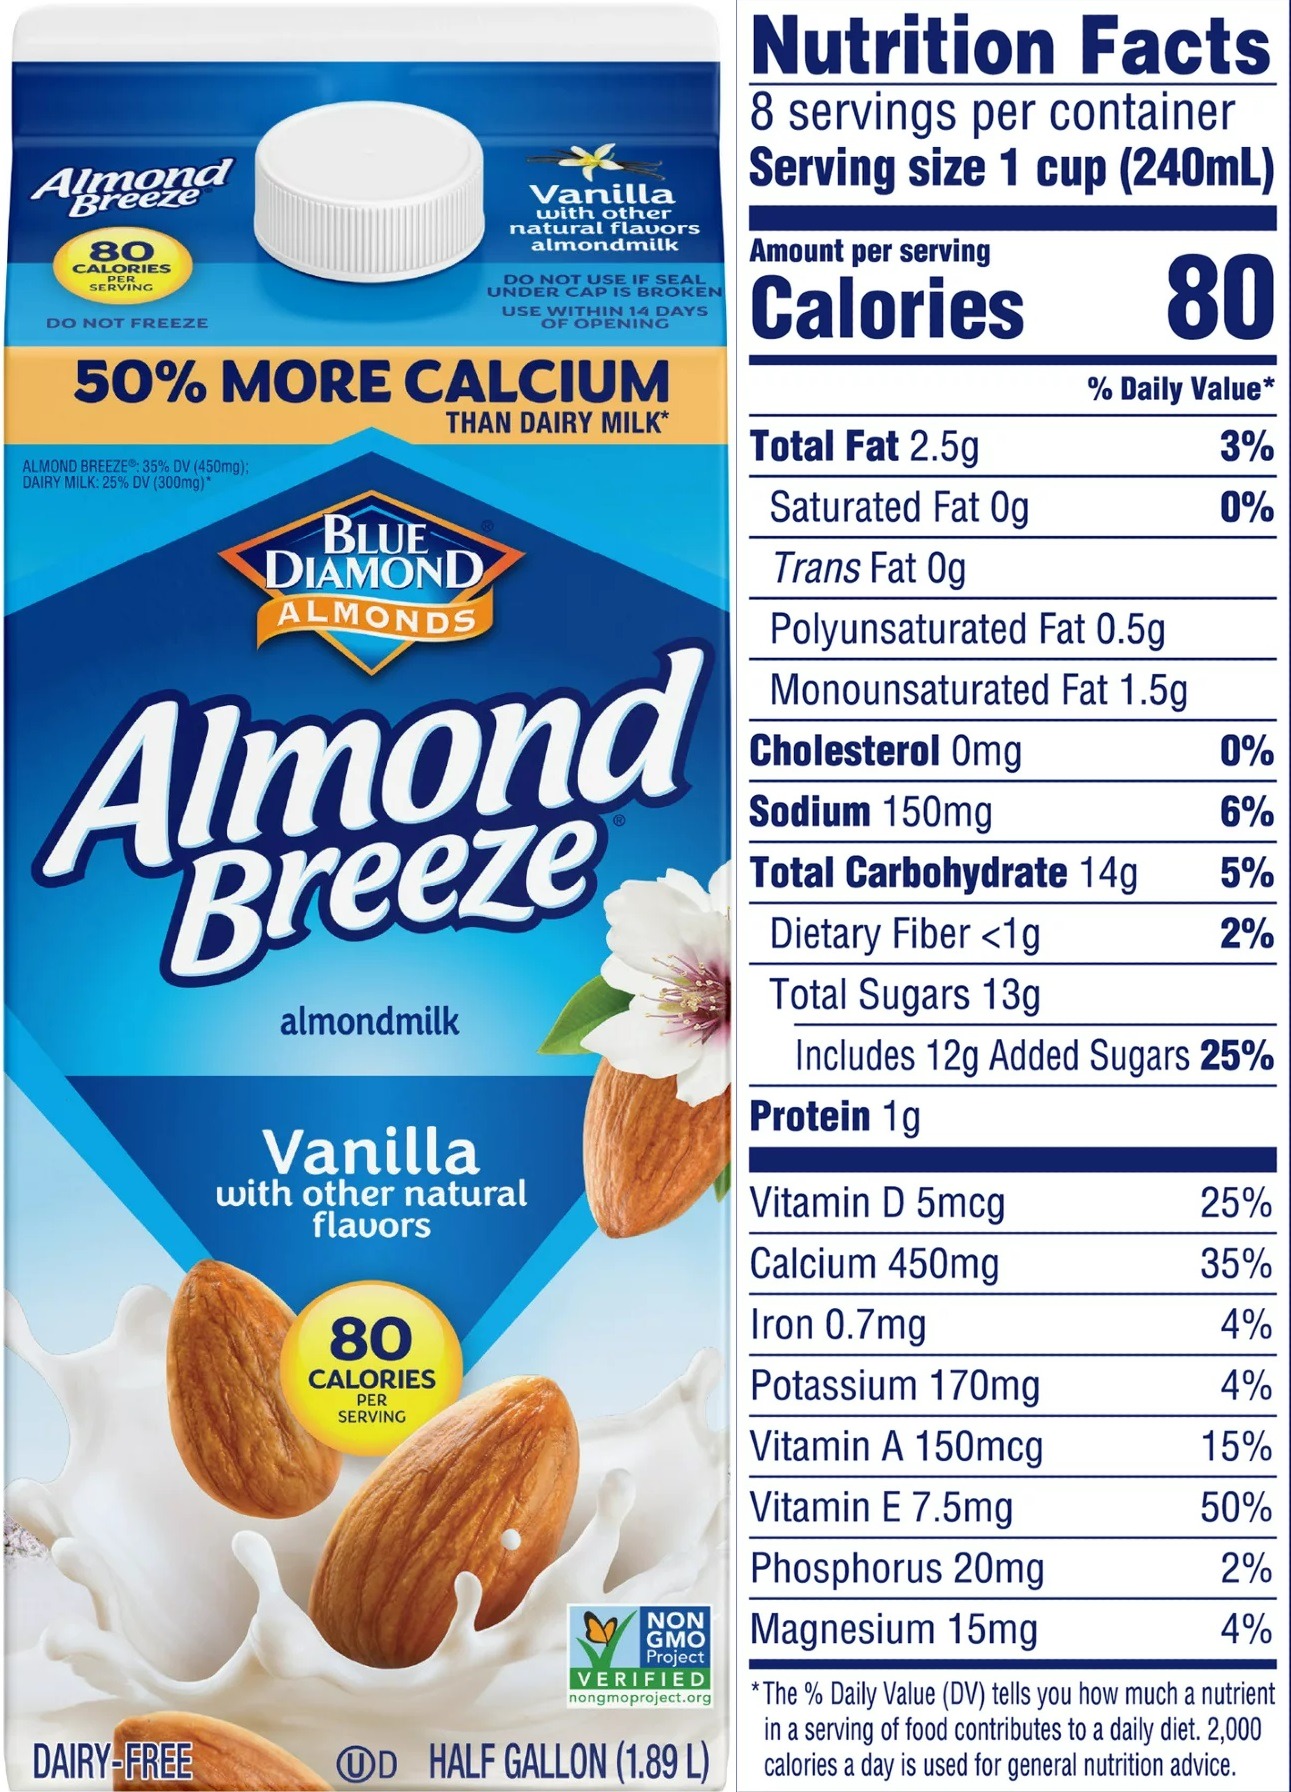 Almond
Breeze
80
CALORIES
PER
SERVING
DO NOT FREEZE
Vanilla
with other
natural flavors
almondmilk
DO NOT USE IF SEAL
UNDER CAP IS BROKEN
USE WITHIN 14 DAYS
OF OPENING
50% MORE CALCIUM
THAN DAIRY MILK*
ALMOND BREEZE®: 35% DV (450mg);
DAIRY MILK: 25% DV (300mg)*
BLUE
DIAMOND®
ALMONDS
Almond
Breeze®
almondmilk
Vanilla
with other natural
flavors
80
CALORIES
PER
SERVING
NON
GMO
Project
VERIFIED
nongmoproject.org
DAIRY-FREE
UD
HALF GALLON (1.89 L)
Nutrition Facts
8 servings per container
Serving size 1 cup (240mL)
Amount per serving
Calories 80
% Daily Value*
Total Fat 2.5g 3%
Saturated Fat 0g 0%
Trans Fat 0g
Polyunsaturated Fat 0.5g
Monounsaturated Fat 1.5g
Cholesterol 0mg 0%
Sodium 150mg 6%
Total Carbohydrate 14g 5%
Dietary Fiber <1g 2%
Total Sugars 13g
Includes 12g Added Sugars 25%
Protein 1g
Vitamin D 5mcg 25%
Calcium 450mg 35%
Iron 0.7mg 4%
Potassium 170mg 4%
Vitamin A 150mcg 15%
Vitamin E 7.5mg 50%
Phosphorus 20mg 2%
Magnesium 15mg 4%
*The % Daily Value (DV) tells you how much a nutrient
in a serving of food contributes to a daily diet. 2,000
calories a day is used for general nutrition advice.